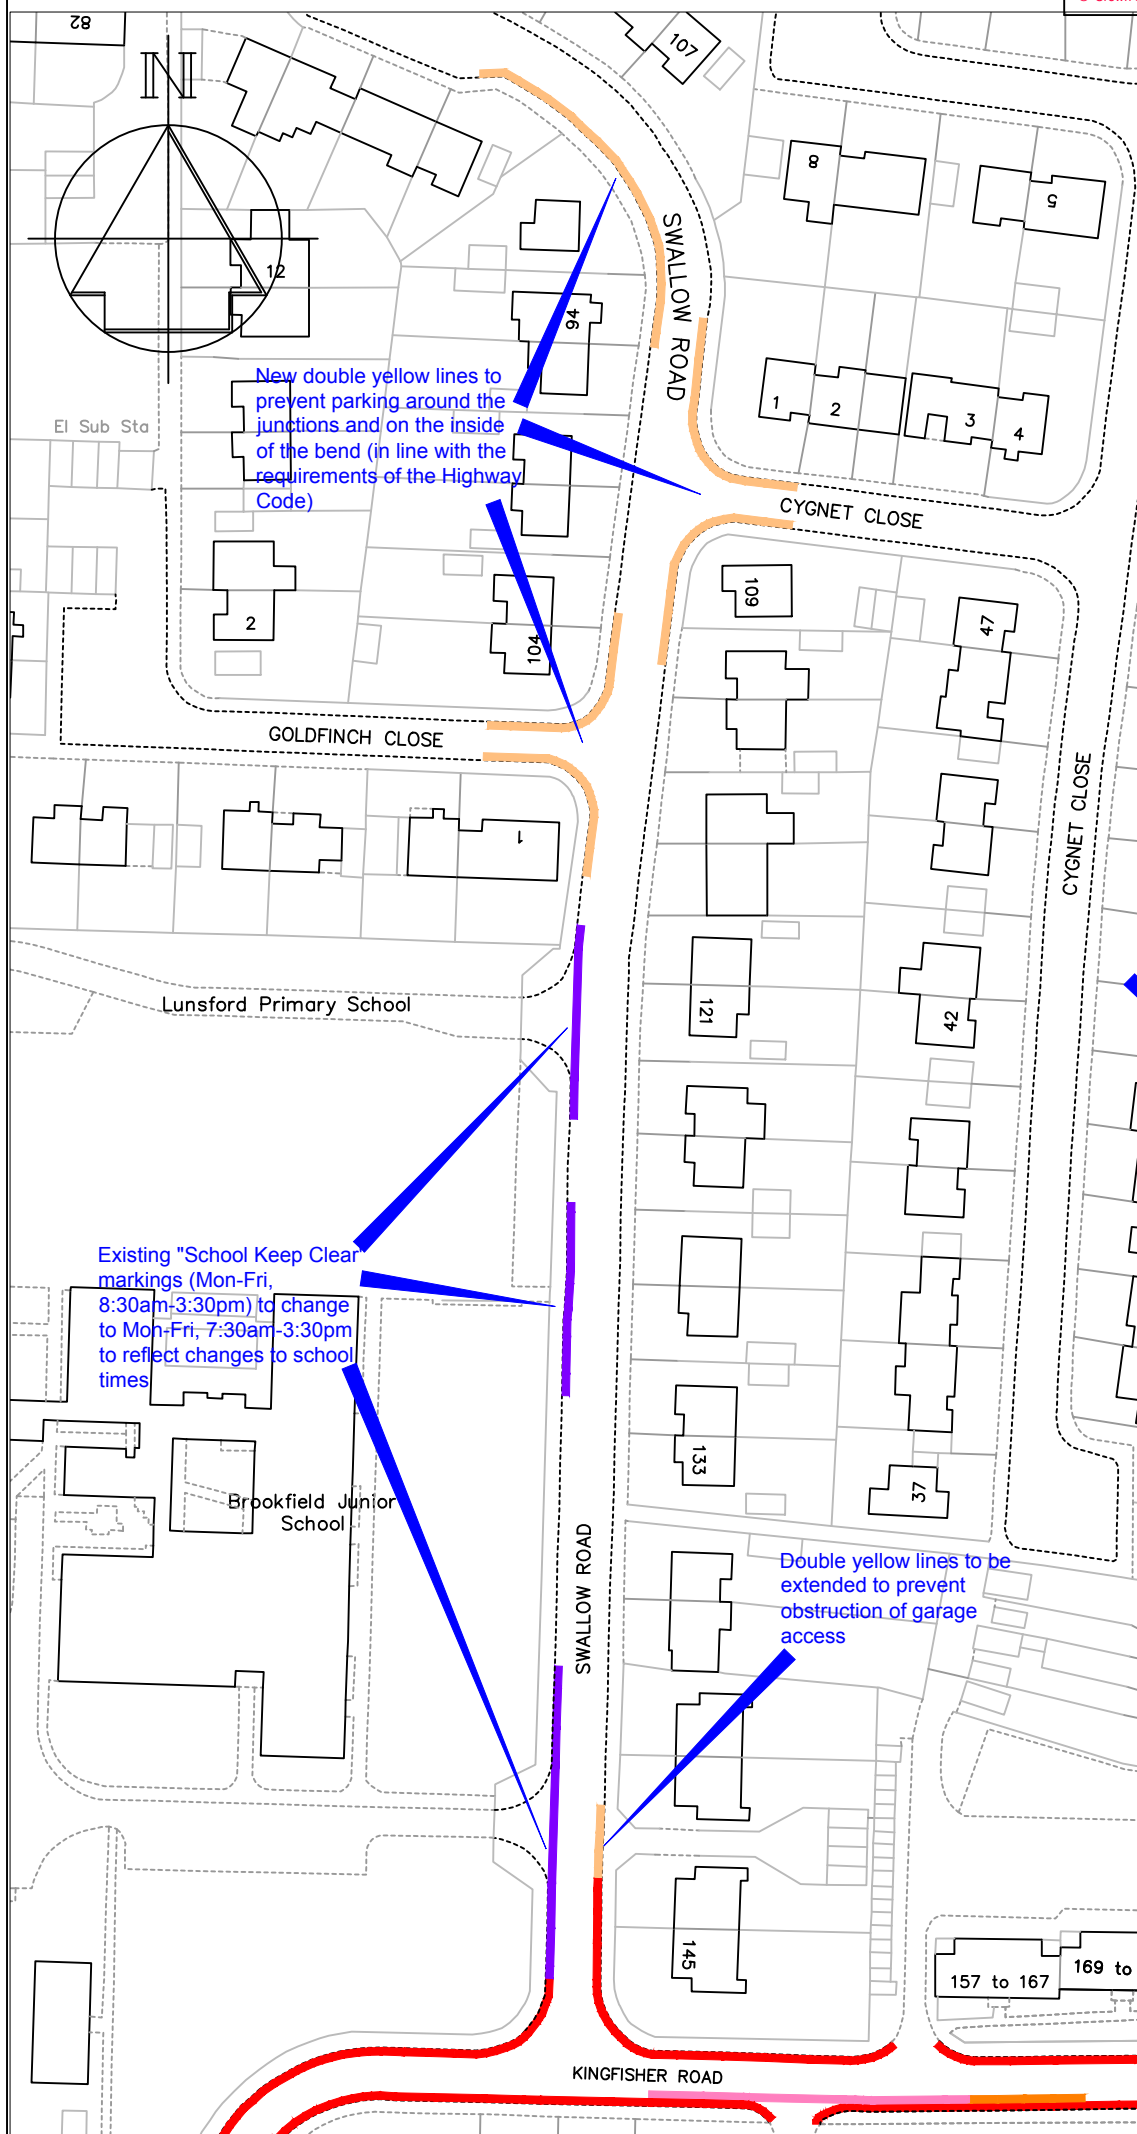 82
N
107
8
5
SWALLOW ROAD
12
94
New double yellow lines to
prevent parking around the
junctions and on the inside
of the bend (in line with the
requirements of the Highway
Code)
El Sub Sta
1
2
3
4
CYGNET CLOSE
109
47
2
104
GOLDFINCH CLOSE
CYGNET CLOSE
1
Lunsford Primary School
121
42
Existing "School Keep Clear"
markings (Mon-Fri,
8:30am-3:30pm) to change
to Mon-Fri, 7:30am-3:30pm
to reflect changes to school
times
133
37
Brookfield Junior
School
SWALLOW ROAD
Double yellow lines to be
extended to prevent
obstruction of garage
access
145
157 to 167
169 to
KINGFISHER ROAD